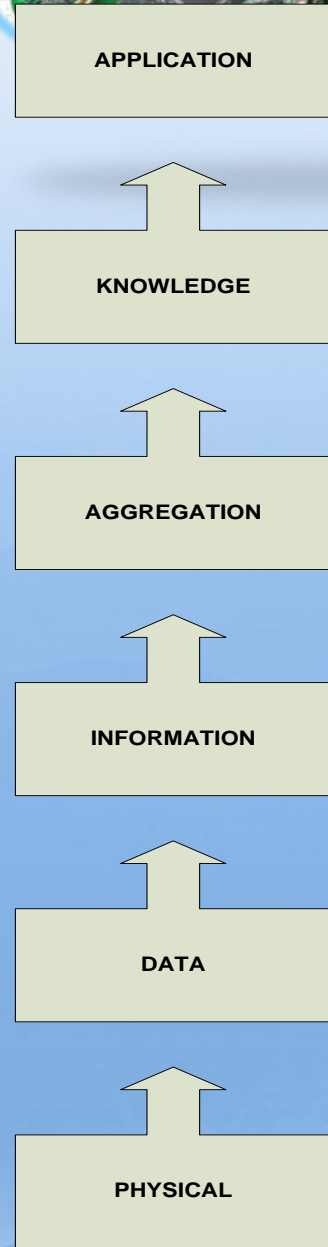 APPLICATION
KNOWLEDGE
AGGREGATION
INFORMATION
DATA
PHYSICAL